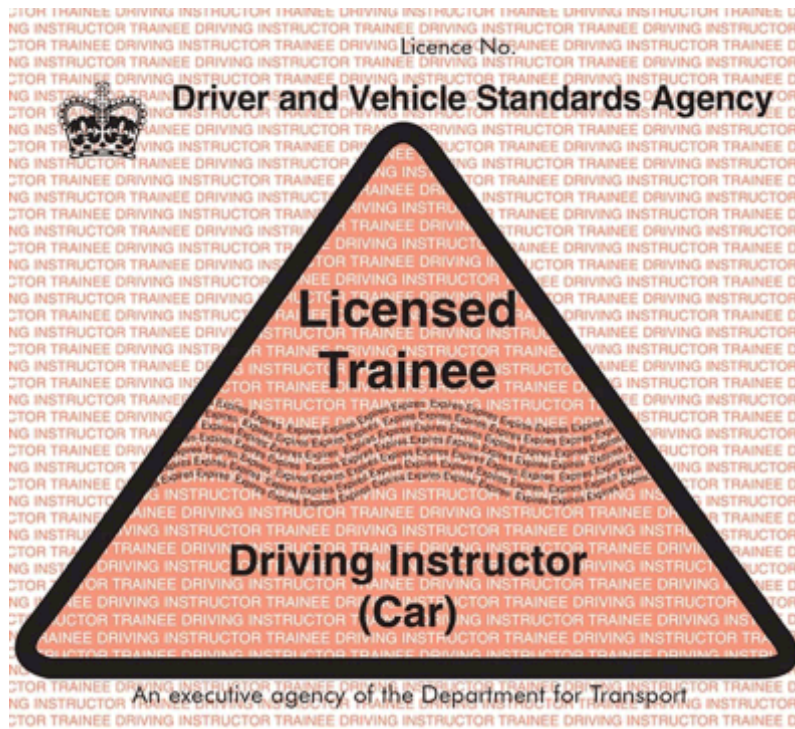 Licence No.
Driver and Vehicle Standards Agency
Licensed
Trainee
Driving Instructor
(Car)
An executive agency of the Department for Transport